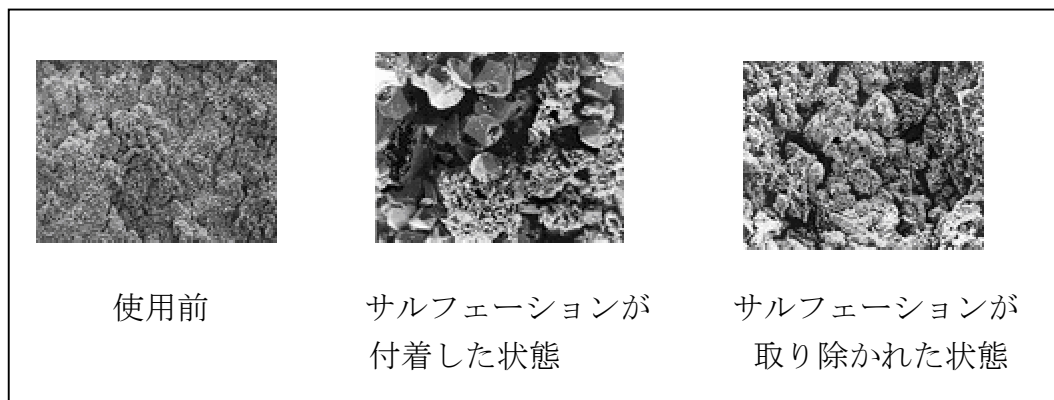 使用前
サルフェーションが
付着した状態
サルフェーションが
取り除かれた状態